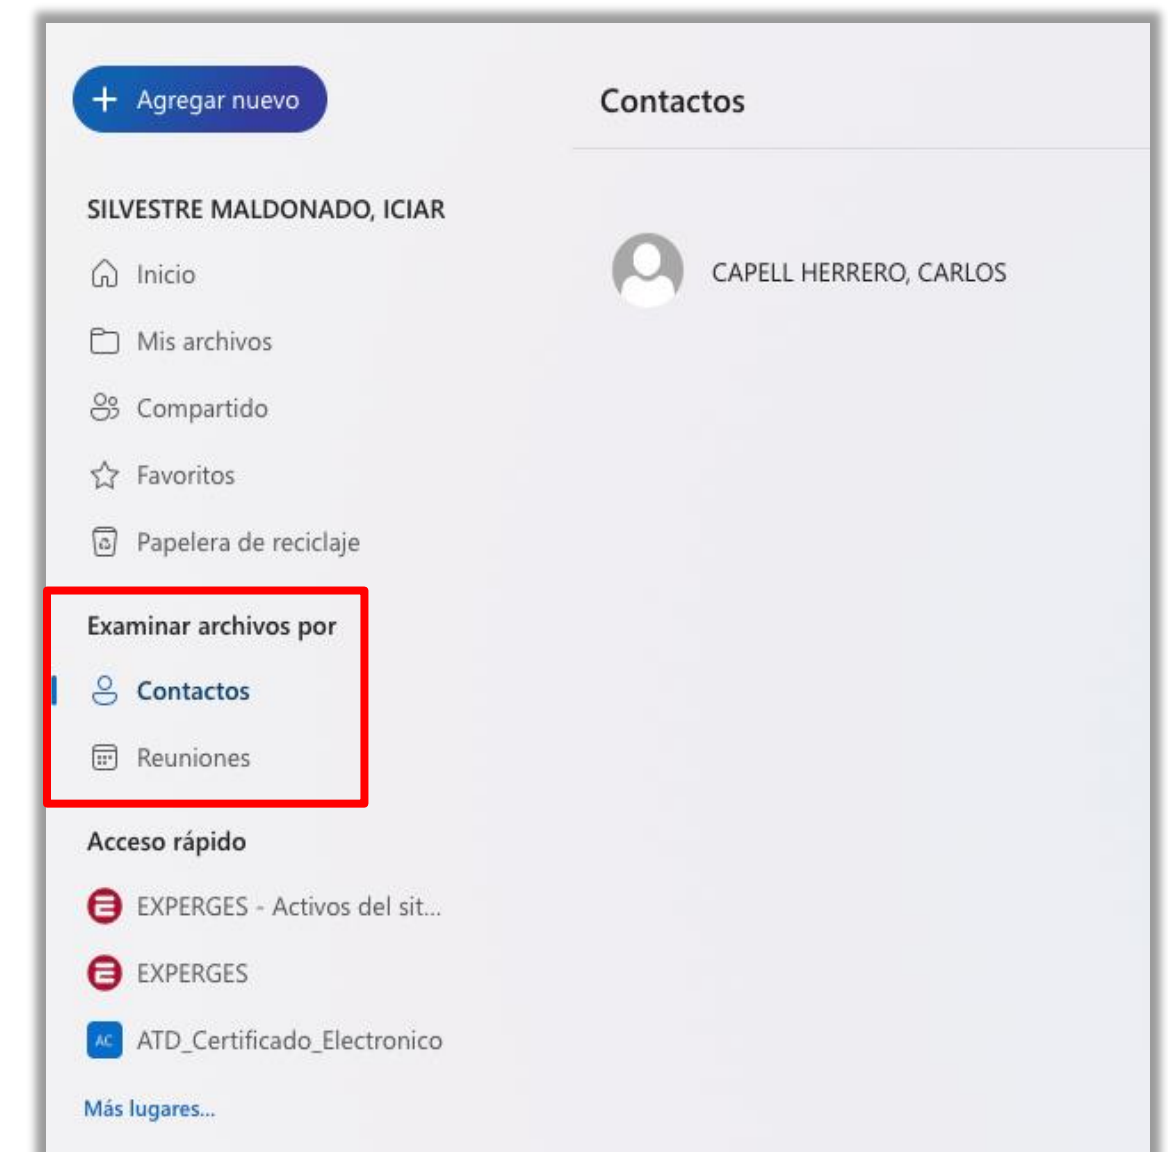 Agregar nuevo
Contactos
SILVESTRE MALDONADO, ICIAR
Inicio
CAPELL HERRERO, CARLOS
Mis archivos
Compartido
Favoritos
Papelera de reciclaje
Examinar archivos por
Contactos
Reuniones
Acceso rápido
EXPERGES - Activos del sit...
EXPERGES
AC ATD_Certificado_Electronico
Más lugares...